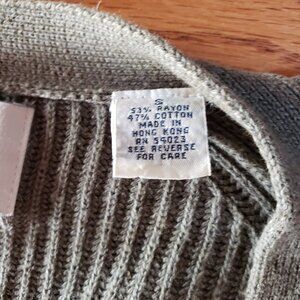 S
53% RAYON
47% COTTON
MADE IN
HONG KONG
RN 54023
SEE REVERSE
FOR CARE